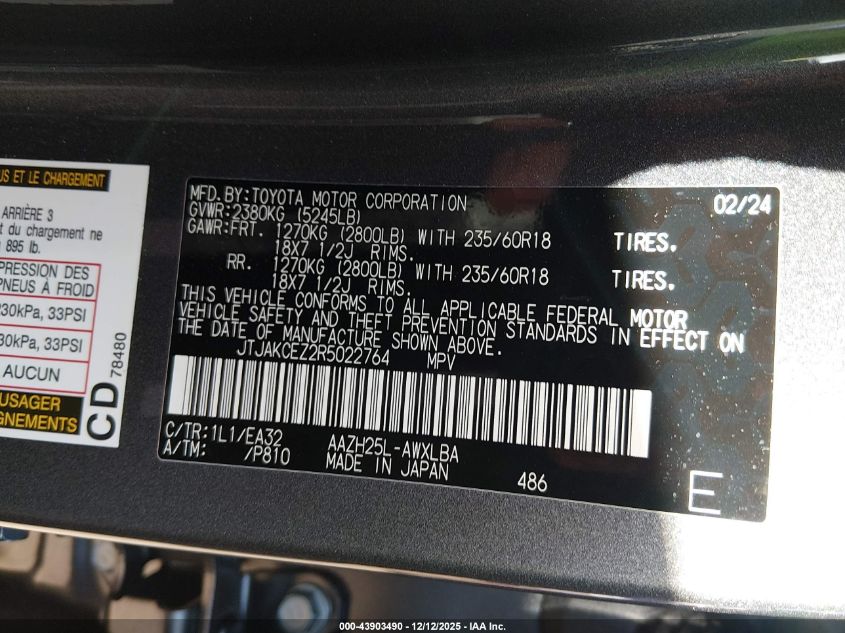 US ET LE CHARGEMENT
ARRIÈRE 3
du chargement ne
895 lb.
PRESSION DES
PNEUS À FROID
230kPa, 33PSI
230kPa, 33PSI
AUCUN
USAGER
GNEMENTS
CD
78480
MFD.BY:TOYOTA MOTOR CORPORATION 02/24
GVWR:2380KG (5245LB)
GAWR:FRT. 1270KG (2800LB) WITH 235/60R18 TIRES.
18X7 1/2J RIMS.
RR. 1270KG (2800LB) WITH 235/60R18 TIRES.
18X7 1/2J RIMS.
THIS VEHICLE CONFORMS TO ALL APPLICABLE FEDERAL MOTOR
VEHICLE SAFETY AND THEFT PREVENTION STANDARDS IN EFFECT ON
THE DATE OF MANUFACTURE SHOWN ABOVE.
JTJAKCEZ2R5022764 MPV
C/TR:1L1/EA32 AAZH25L-AWXLBA
A/TM: /P810 MADE IN JAPAN 486
E
000-43903490 - 12/12/2025 - IAA Inc.